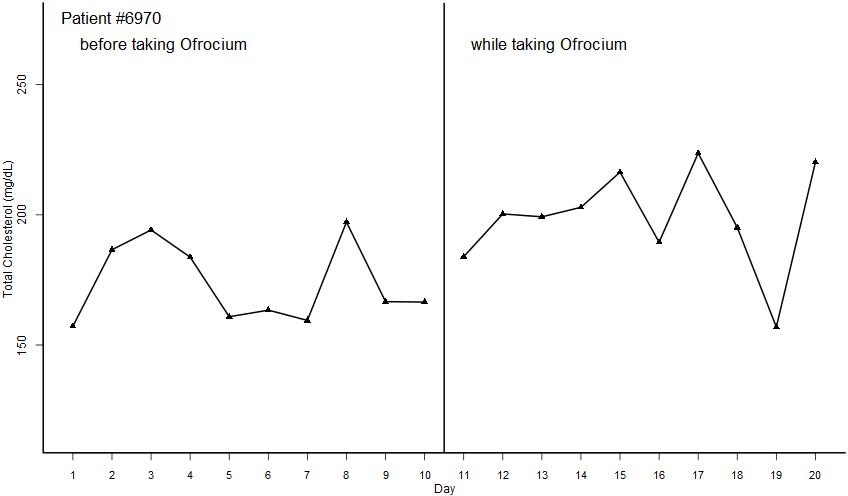 Patient #6970
before taking Ofrocium
while taking Ofrocium
Total Cholesterol (mg/dL)
250
200
150
1 2 3 4 5 6 7 8 9 10 11 12 13 14 15 16 17 18 19 20
Day